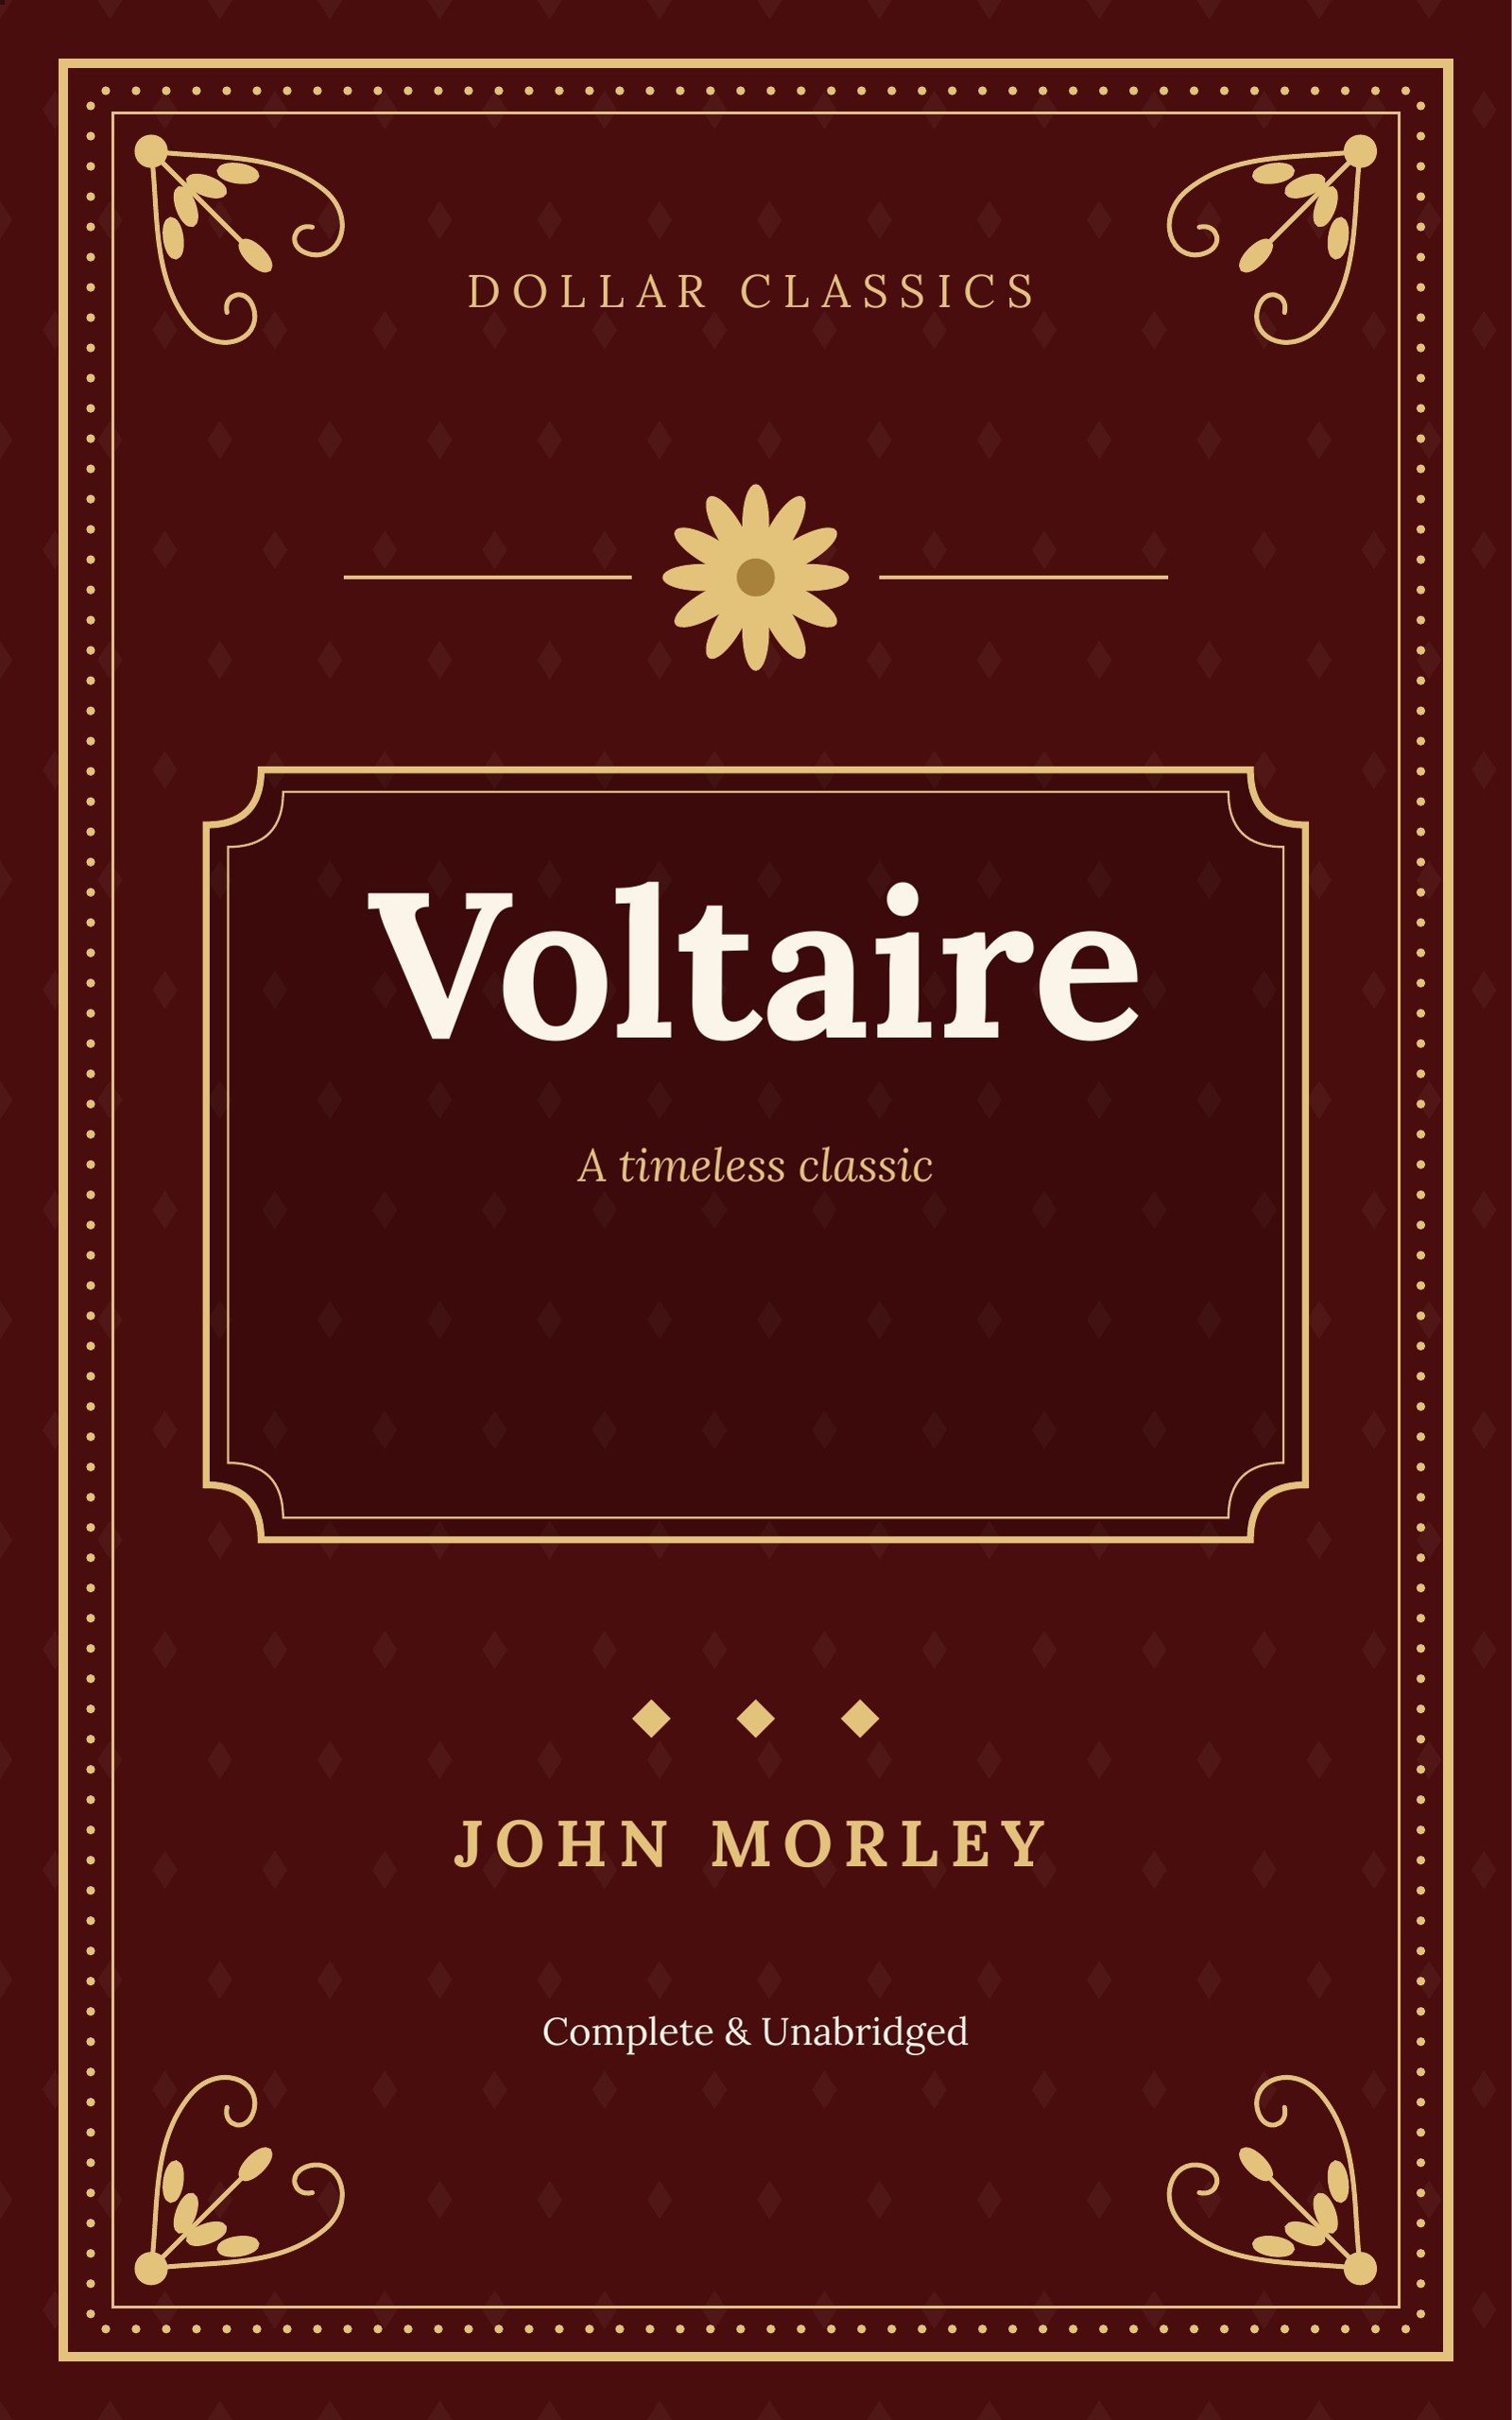 DOLLAR CLASSICS
Voltaire
A timeless classic
JOHN MORLEY
Complete & Unabridged